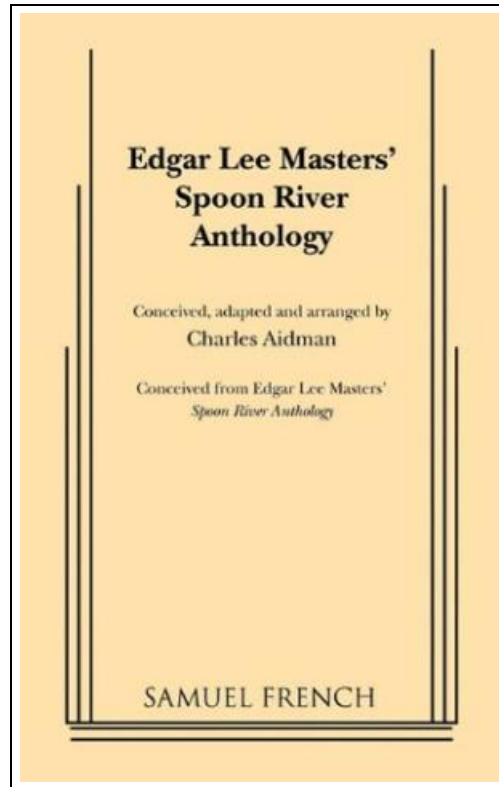 Edgar Lee Masters'
Spoon River
Anthology
Conceived, adapted and arranged by
Charles Aidman
Conceived from Edgar Lee Masters'
Spoon River Anthology
SAMUEL FRENCH